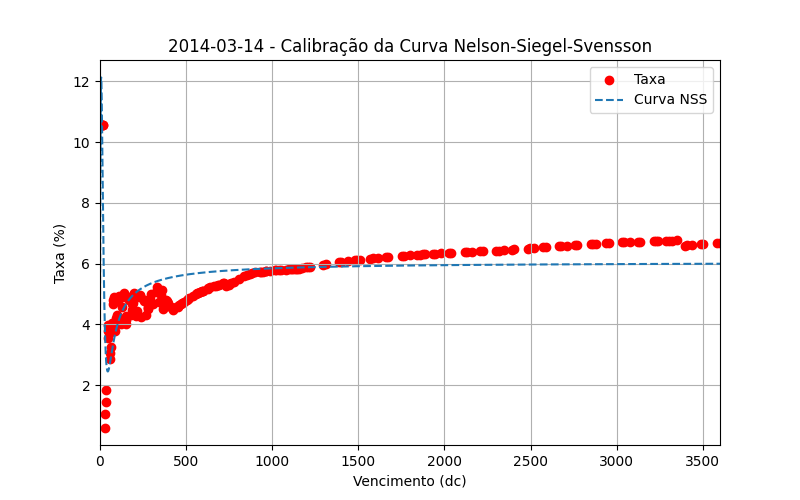 2014-03-14 - Calibração da Curva Nelson-Siegel-Svensson
Taxa
Curva NSS
Taxa (%)
12
10
8
6
4
2
0 500 1000 1500 2000 2500 3000 3500
Vencimento (dc)